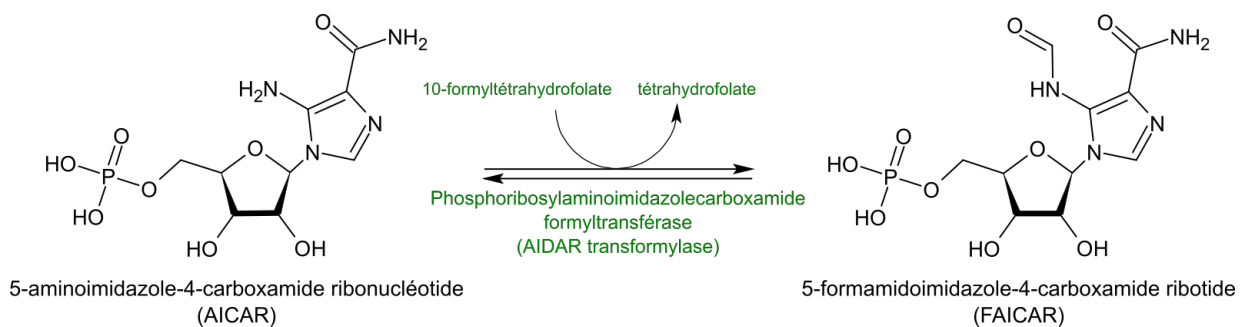 O
NH₂
H₂N
N
N
O
O
HO
P
O
HO
HO
OH
5-aminoimidazole-4-carboxamide ribonucléotide
(AICAR)
10-formyltétrahydrofolate
tétrahydrofolate
Phosphoribosylaminoimidazolecarboxamide
formyltransférase
(AIDAR transformylase)
O
O
NH₂
HN
N
N
O
O
HO
P
O
HO
HO
OH
5-formamidoimidazole-4-carboxamide ribotide
(FAICAR)